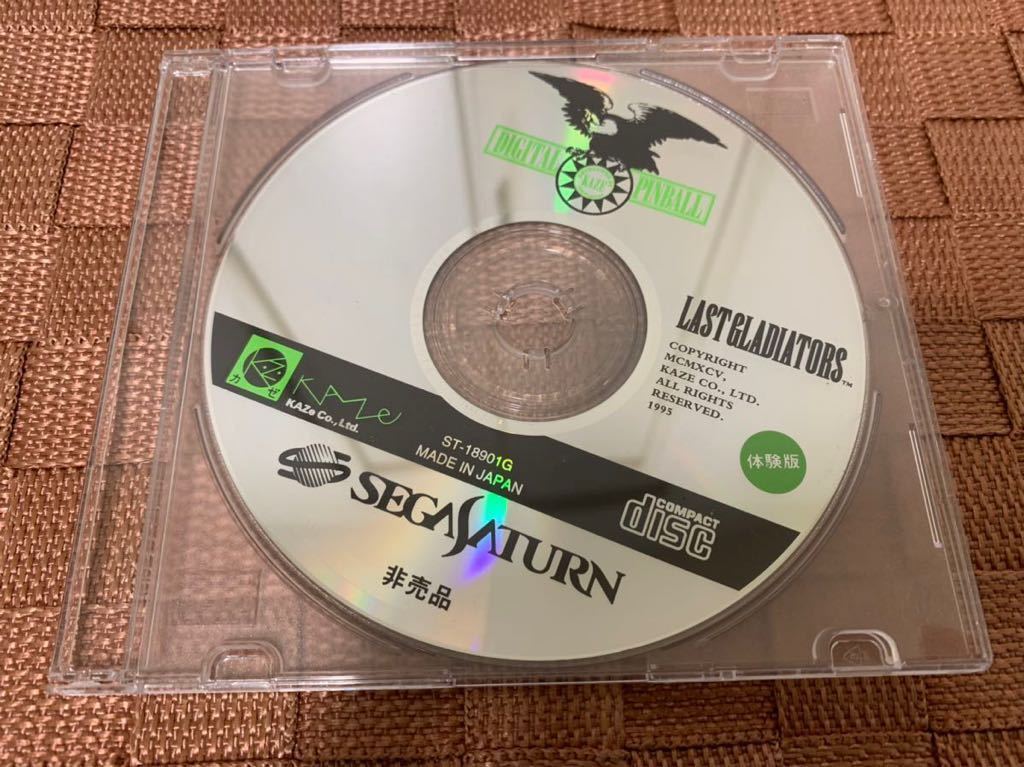 DIGITAL
"KAZE"
PINBALL
LAST GLADIATORS™
COPYRIGHT
MCMXCV,
KAZE CO., LTD.
ALL RIGHTS
RESERVED.
1995
体験版
K·Z·
カゼ
KAZe
KAZe Co., Ltd.
ST-18901G
MADE IN JAPAN
COMPACT
disc
SEGA SATURN
非売品